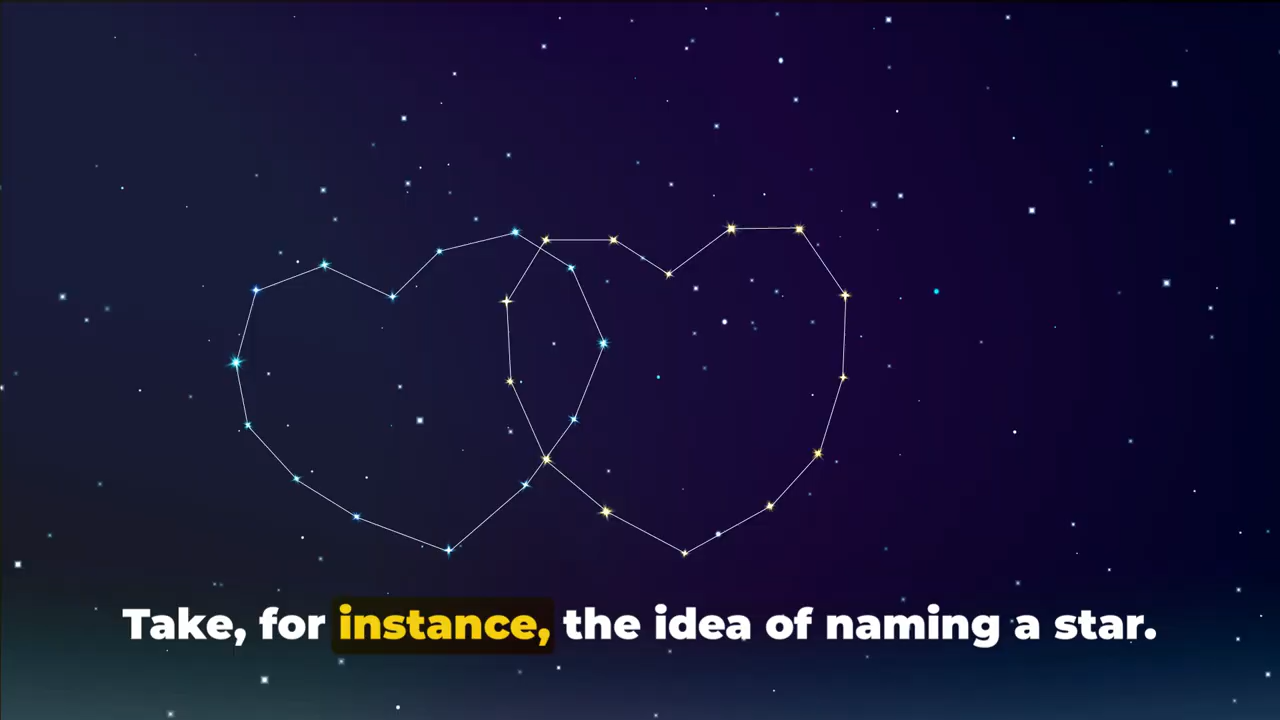 Take, for instance, the idea of naming a star.